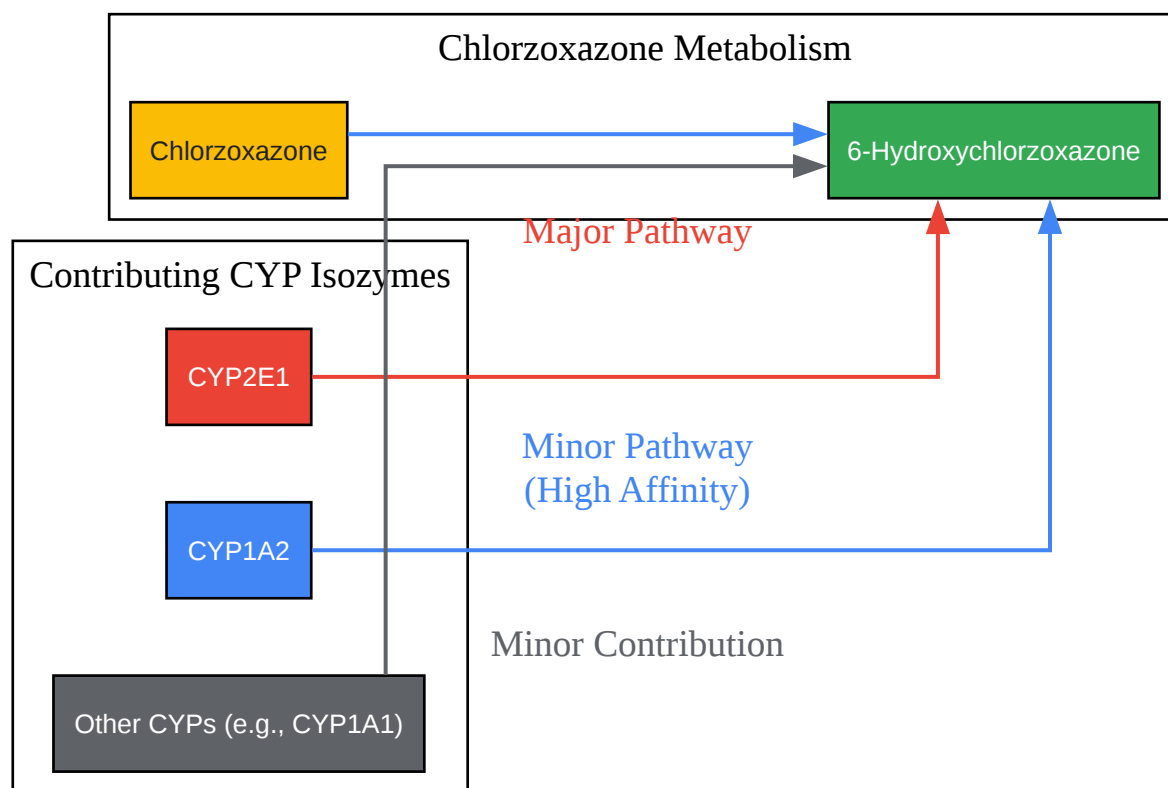 Chlorzoxazone Metabolism
Chlorzoxazone
6-Hydroxychlorzoxazone
Major Pathway
Contributing CYP Isozymes
CYP2E1
Minor Pathway
(High Affinity)
CYP1A2
Minor Contribution
Other CYPs (e.g., CYP1A1)